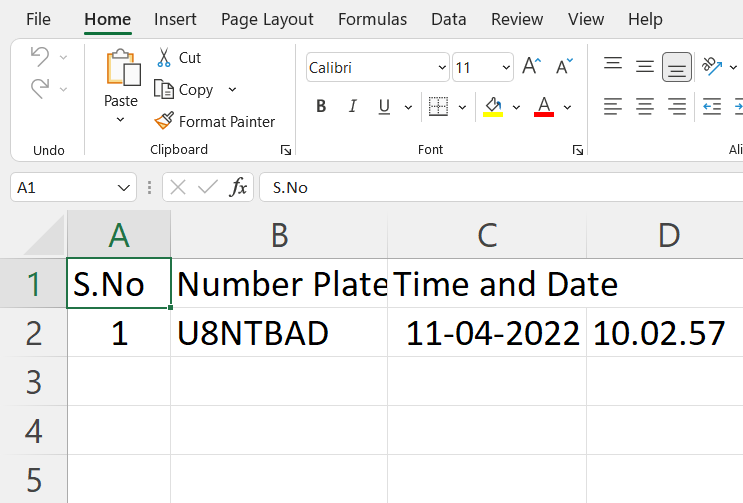 File Home Insert Page Layout Formulas Data Review View Help
Cut
Calibri 11 A A ab
Paste Copy
Format Painter
B I U A
Undo Clipboard Font Ali
A1 fx S.No
A B C D
1 S.No Number Plate Time and Date
2 1 U8NTBAD 11-04-2022 10.02.57
3
4
5